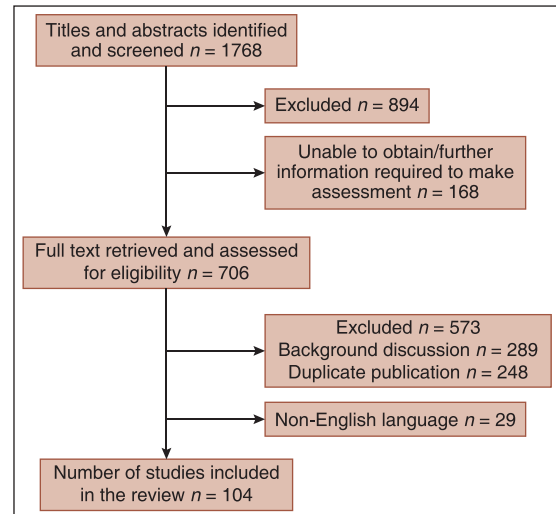 Titles and abstracts identified
and screened n = 1768
Excluded n = 894
Unable to obtain/further
information required to make
assessment n = 168
Full text retrieved and assessed
for eligibility n = 706
Excluded n = 573
Background discussion n = 289
Duplicate publication n = 248
Non-English language n = 29
Number of studies included
in the review n = 104